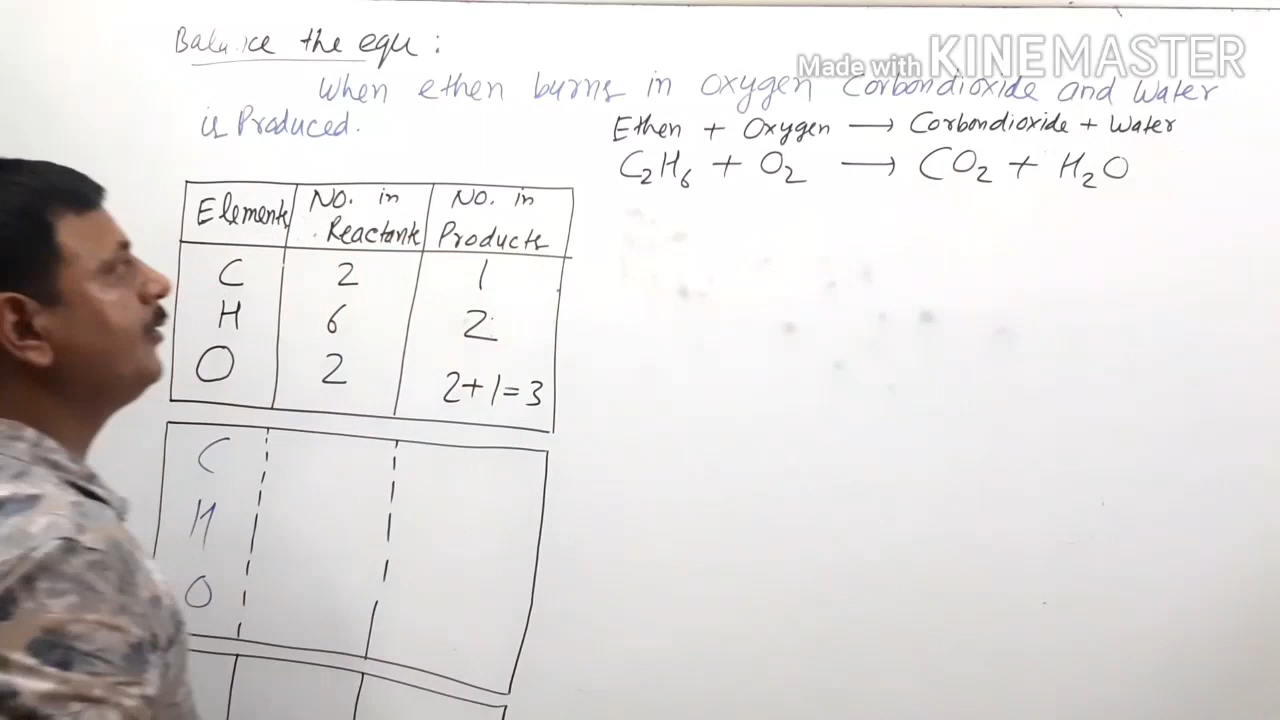 Balance the equ :
Made with KINEMASTER
When ethen burns in oxygen Corbondioxide and Water
is Produced.
Ethen + Oxygen → Corbondioxide + Water
C₂H₆ + O₂ → CO₂ + H₂O
Elements No. in Reactants No. in Products
C 2 1
H 6 2
O 2 2+1=3
C
H
O